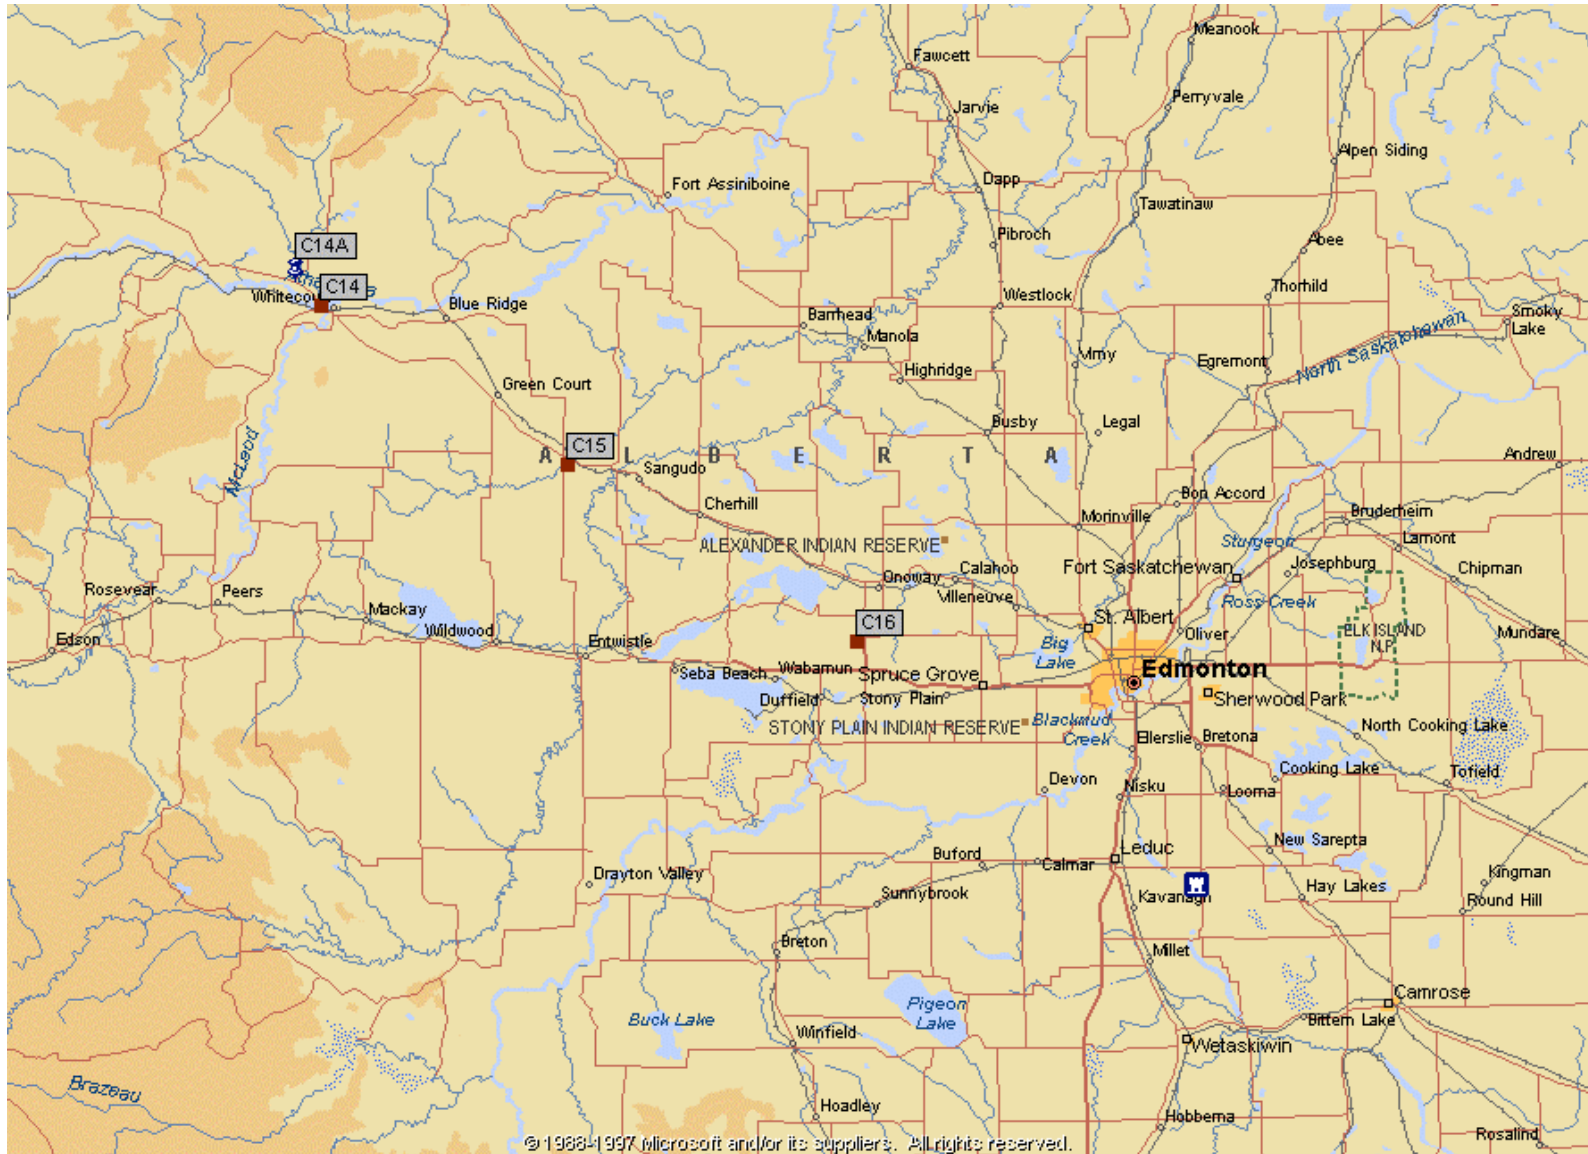 Meanook
Fawcett
Perryvale
Jarvie
Alpen Siding
Dapp
Fort Assiniboine
Tawatinaw
Pibroch
Abee
C14A
C14
Thorhild
Westlock
Blue Ridge
Barrhead
Smoky
Lake
Manola
North Saskatchewan
Vimy
Egremont
Highridge
Green Court
Busby
Legal
McLeod
C15
A L B E R T A
Sangudo
Andrew
Cherhill
Bon Accord
Morinville
Bruderheim
ALEXANDER INDIAN RESERVE
Sturgeon
Lamont
Fort Saskatchewan
Josephburg
Calahoo
Onoway
Chipman
Rosevear
Peers
Villeneuve
Ross Creek
Mackay
C16
St. Albert
Wildwood
Edson
Entwistle
Big
Lake
Oliver
ELK ISLAND
N.P.
Mundare
Edmonton
Seba Beach
Wabamun
Spruce Grove
Duffield
Stony Plain
Sherwood Park
STONY PLAIN INDIAN RESERVE
Blackmud
Creek
North Cooking Lake
Ellerslie
Bretona
Cooking Lake
Tofield
Devon
Nisku
Looma
New Sarepta
Leduc
Buford
Calmar
Drayton Valley
Kingman
Hay Lakes
Sunnybrook
Kavanagh
Round Hill
Breton
Millet
Pigeon
Lake
Camrose
Buck Lake
Bittern Lake
Winfield
Wetaskiwin
Brazeau
Hoadley
Hobbema
Rosalind
© 1988-1997 Microsoft and/or its suppliers. All rights reserved.